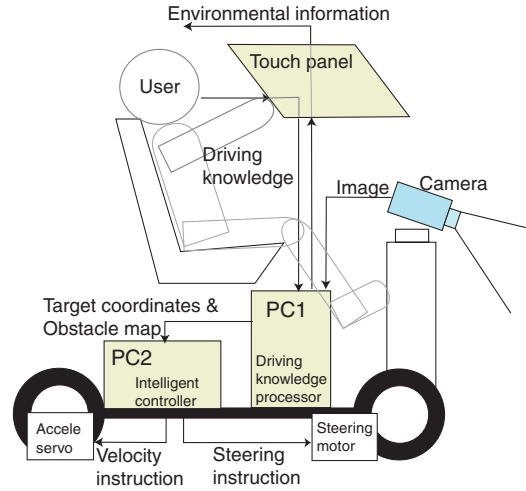 Environmental information
Touch panel
User
Driving
knowledge
Image
Camera
Target coordinates &
Obstacle map
PC1
PC2
Driving
knowledge
processor
Intelligent
controller
Accele
servo
Velocity
instruction
Steering
instruction
Steering
motor